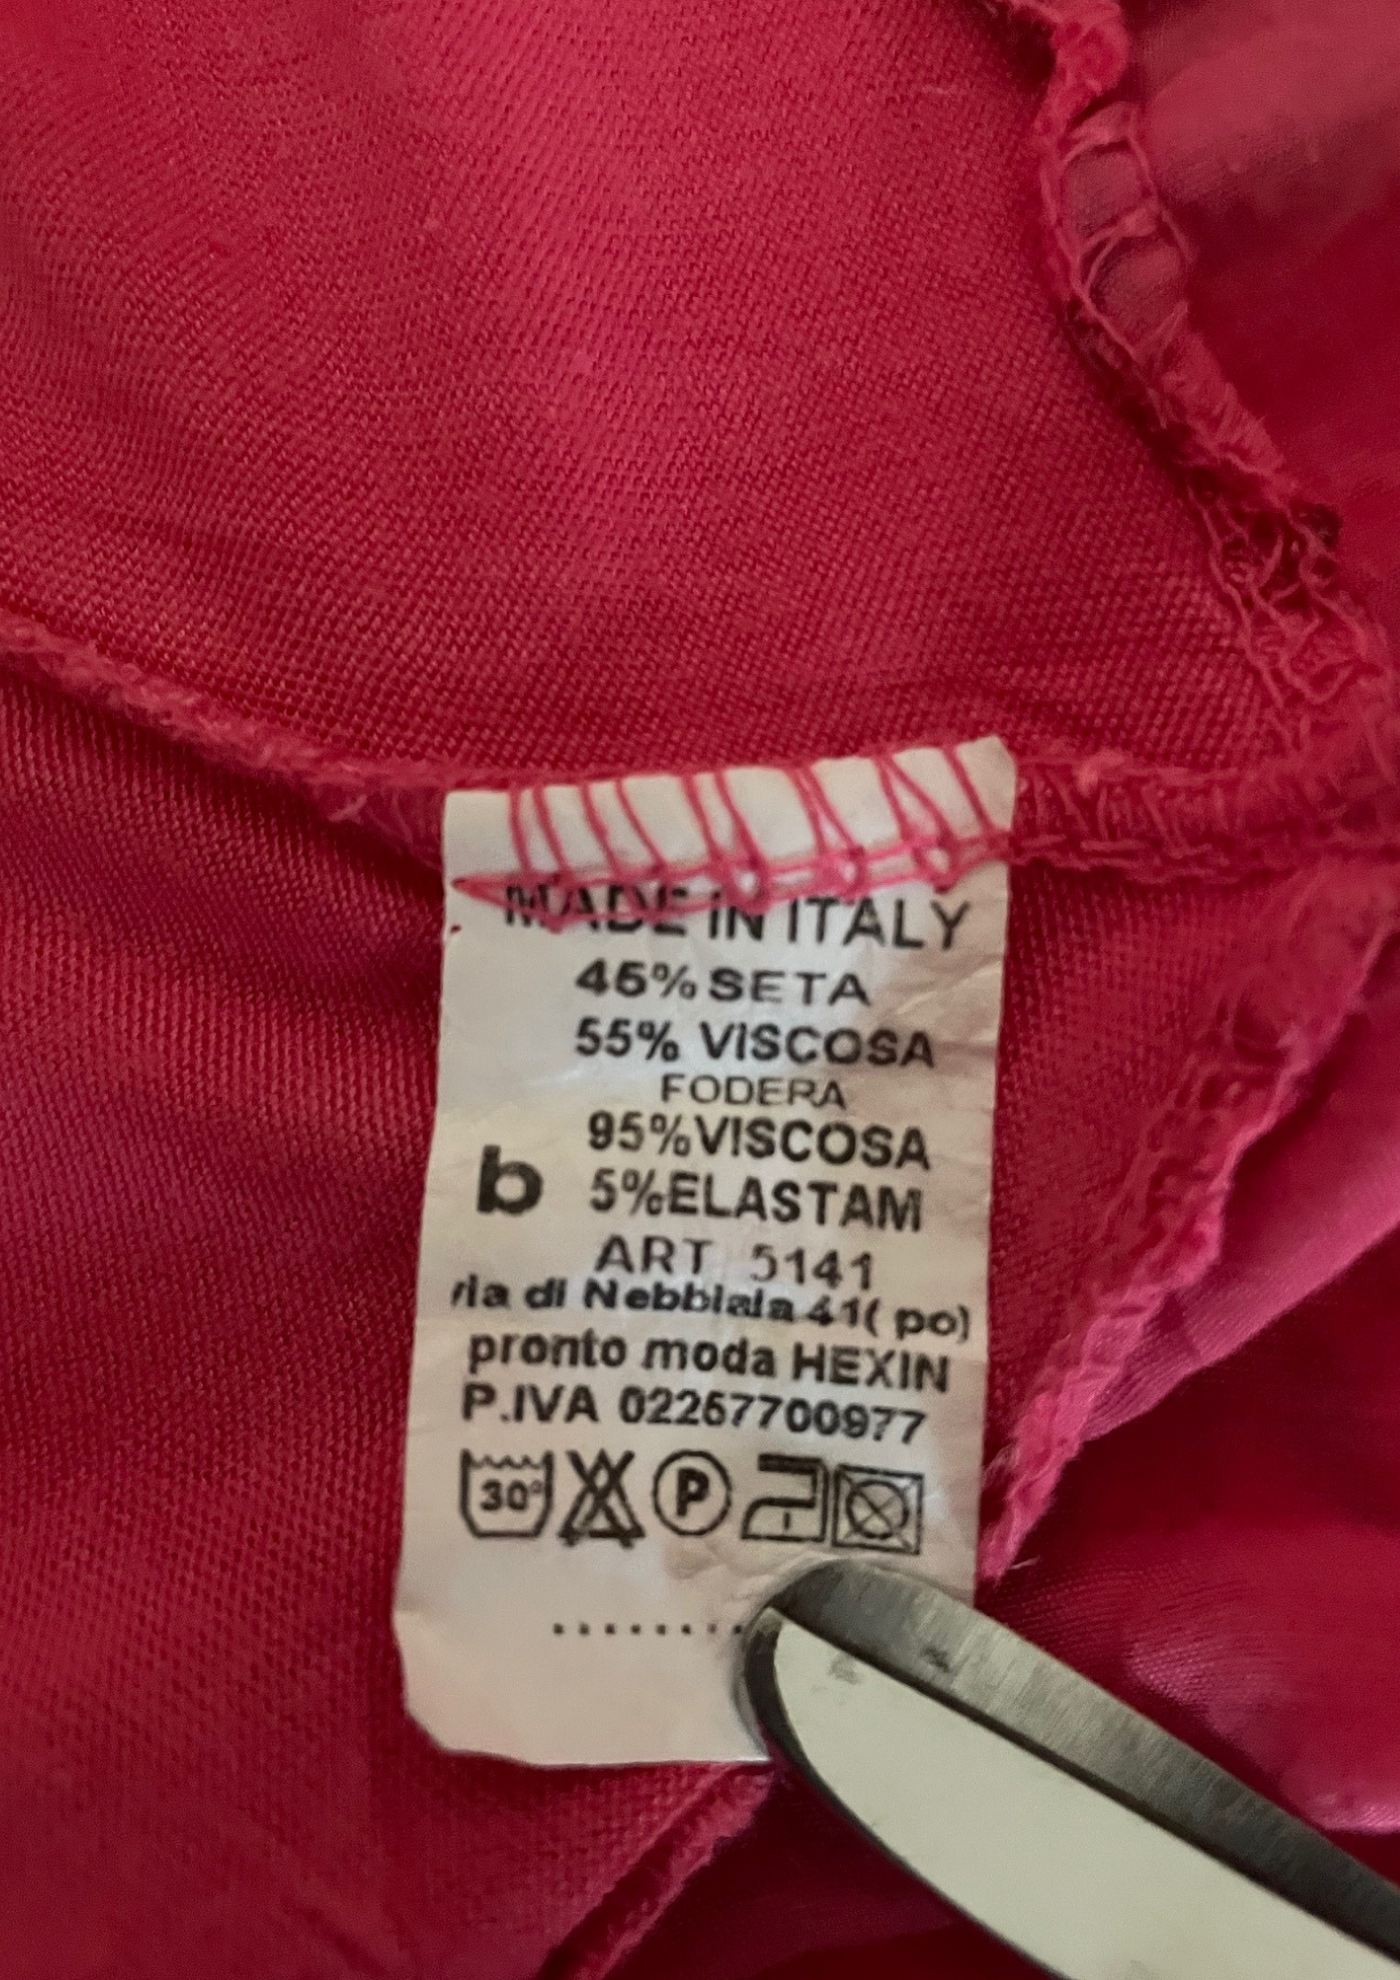 MADE IN ITALY
45% SETA
55% VISCOSA
FODERA
95%VISCOSA
b 5%ELASTAM
ART 5141
via di Nebbiaia 41( po)
pronto moda HEXIN
P.IVA 02267700977
30° P